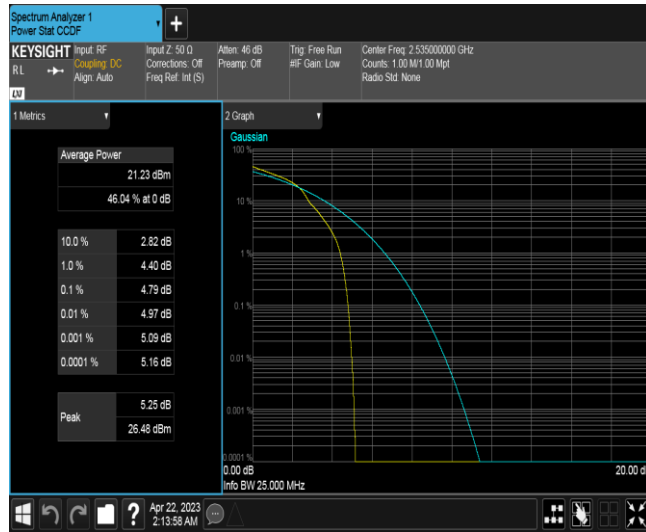 Spectrum Analyzer 1
Power Stat CCDF
+
KEYSIGHT
RL
LXI
Input: RF
Coupling: DC
Align: Auto
Input Z: 50 Ω
Corrections: Off
Freq Ref: Int (S)
Atten: 46 dB
Preamp: Off
Trig: Free Run
#IF Gain: Low
Center Freq: 2.535000000 GHz
Counts: 1.00 M/1.00 Mpt
Radio Std: None
1 Metrics
Average Power
21.23 dBm
46.04 % at 0 dB
10.0 % 2.82 dB
1.0 % 4.40 dB
0.1 % 4.79 dB
0.01 % 4.97 dB
0.001 % 5.09 dB
0.0001 % 5.16 dB
Peak
5.25 dB
26.48 dBm
2 Graph
Gaussian
100 %
10 %
1 %
0.1 %
0.01 %
0.001 %
0.0001 %
0.00 dB
20.00 d
Info BW 25.000 MHz
?
Apr 22, 2023
2:13:58 AM